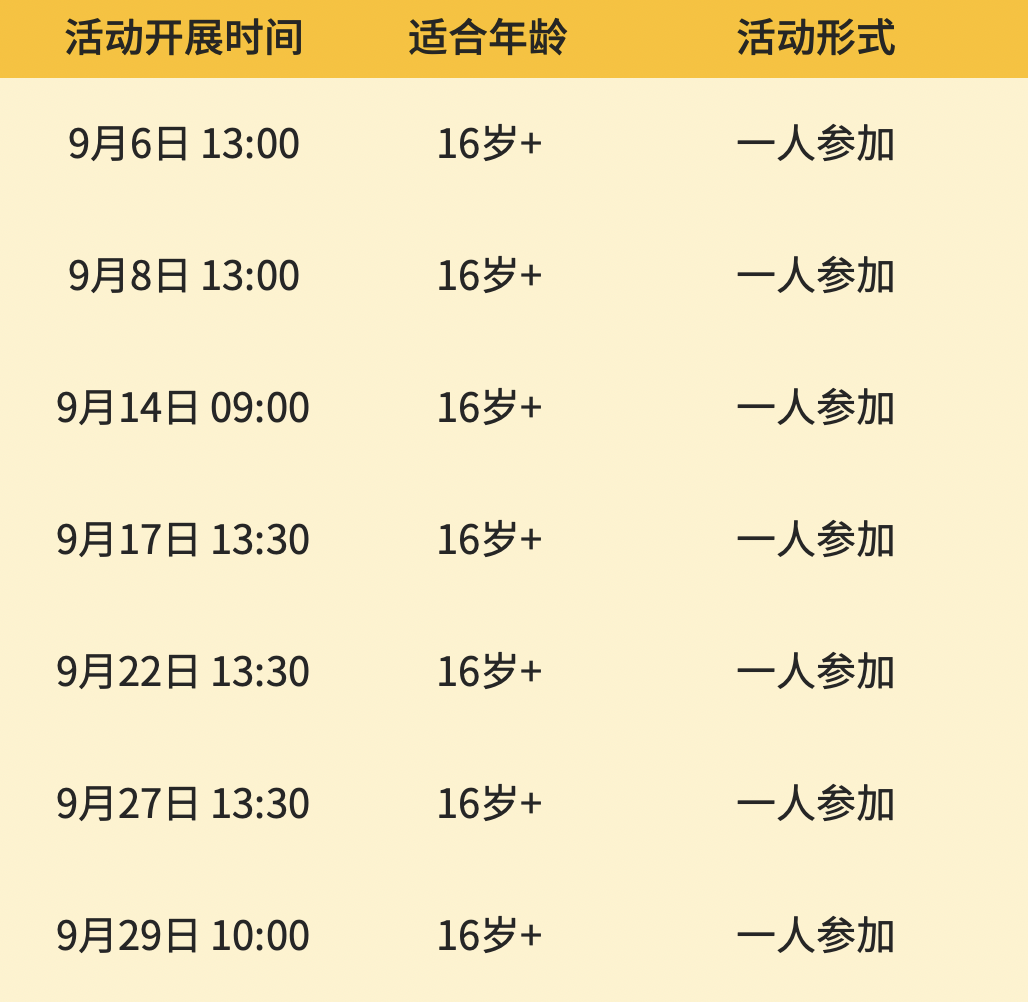 活动开展时间 适合年龄 活动形式
9月6日 13:00 16岁+ 一人参加
9月8日 13:00 16岁+ 一人参加
9月14日 09:00 16岁+ 一人参加
9月17日 13:30 16岁+ 一人参加
9月22日 13:30 16岁+ 一人参加
9月27日 13:30 16岁+ 一人参加
9月29日 10:00 16岁+ 一人参加